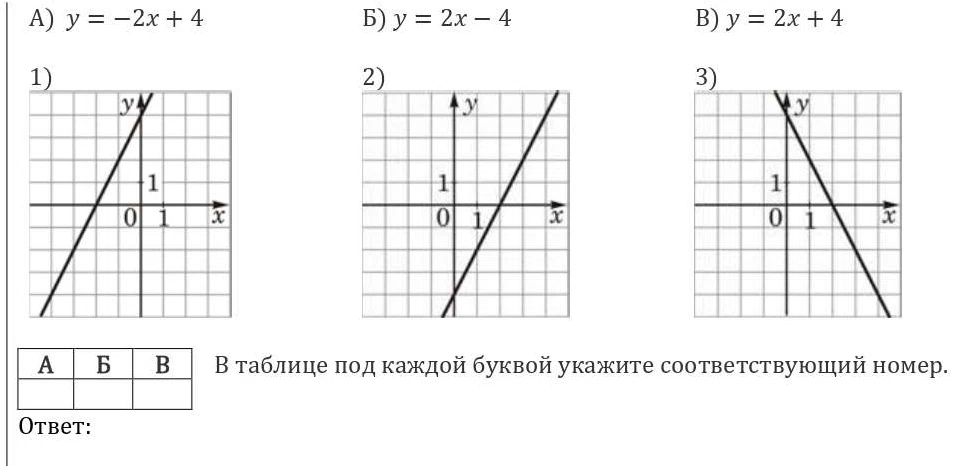 А) y = −2x + 4 Б) y = 2x − 4 В) y = 2x + 4
1) 2) 3)
y y y
1 1 1
0 1 x 0 1 x 0 1 x
А Б В В таблице под каждой буквой укажите соответствующий номер.
Ответ: